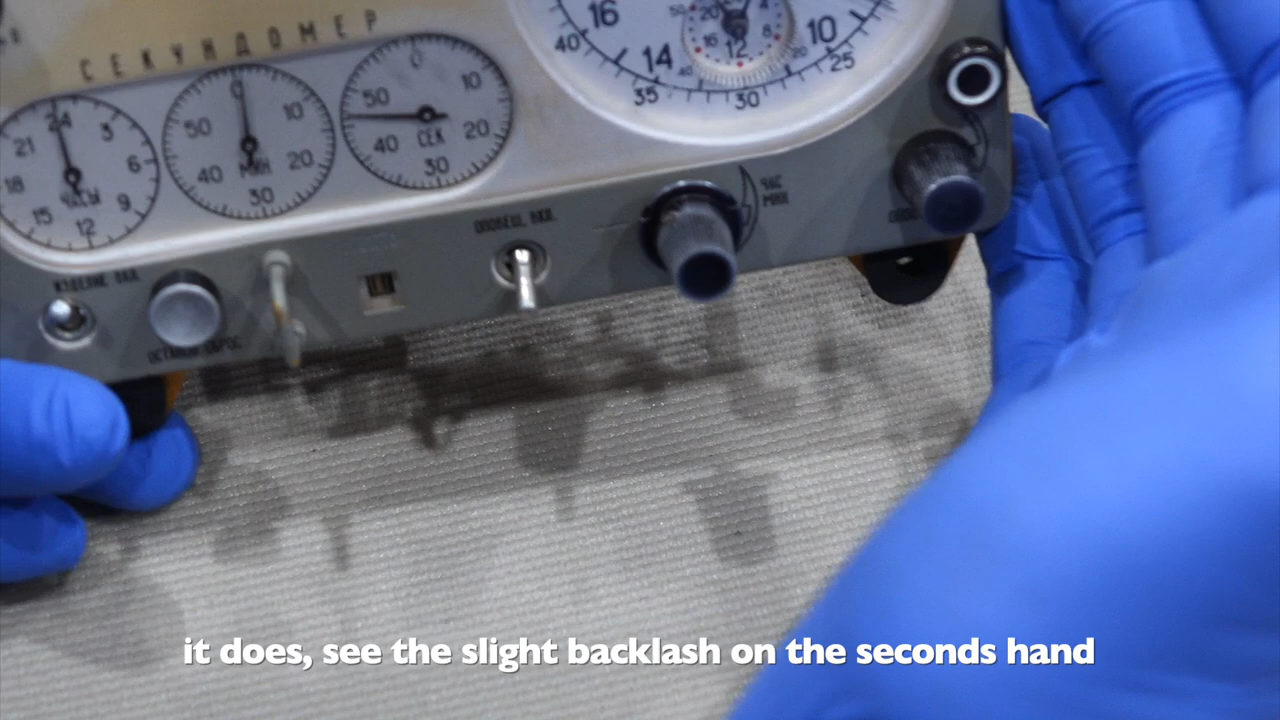 СЕКУНДОМЕР
24 3 6 9 12 15 18 21
ЧАСЫ
0 10 20 30 40 50
МИН
0 10 20 30 40 50
СЕК
16 14 12 10
40 35 30 25
ОПОВЕЩ. ВКЛ.
ЧАС
it does, see the slight backlash on the seconds hand